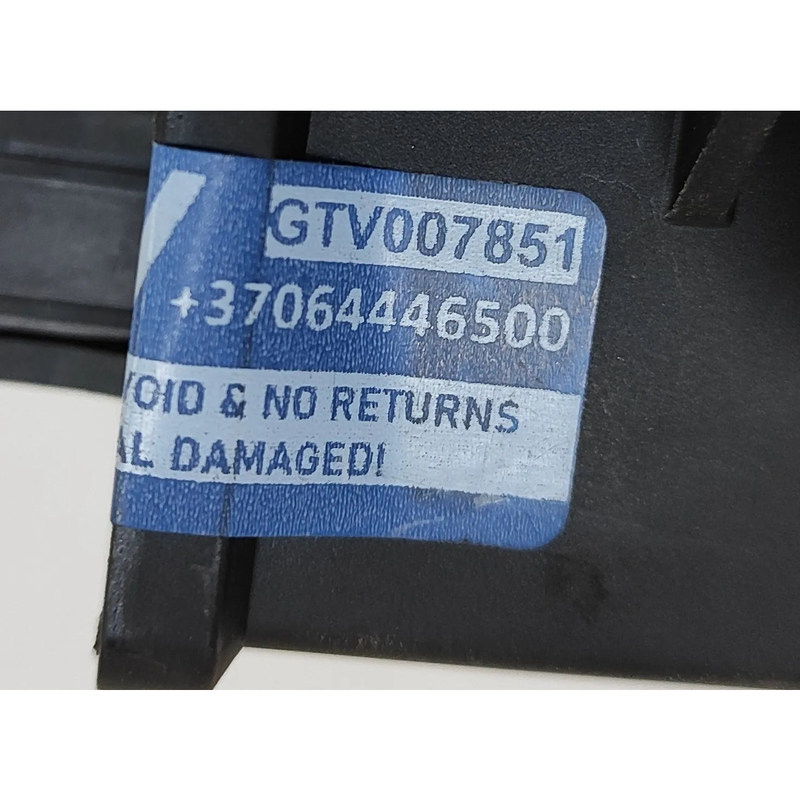 GTV007851
+37064446500
VOID & NO RETURNS
AL DAMAGED!